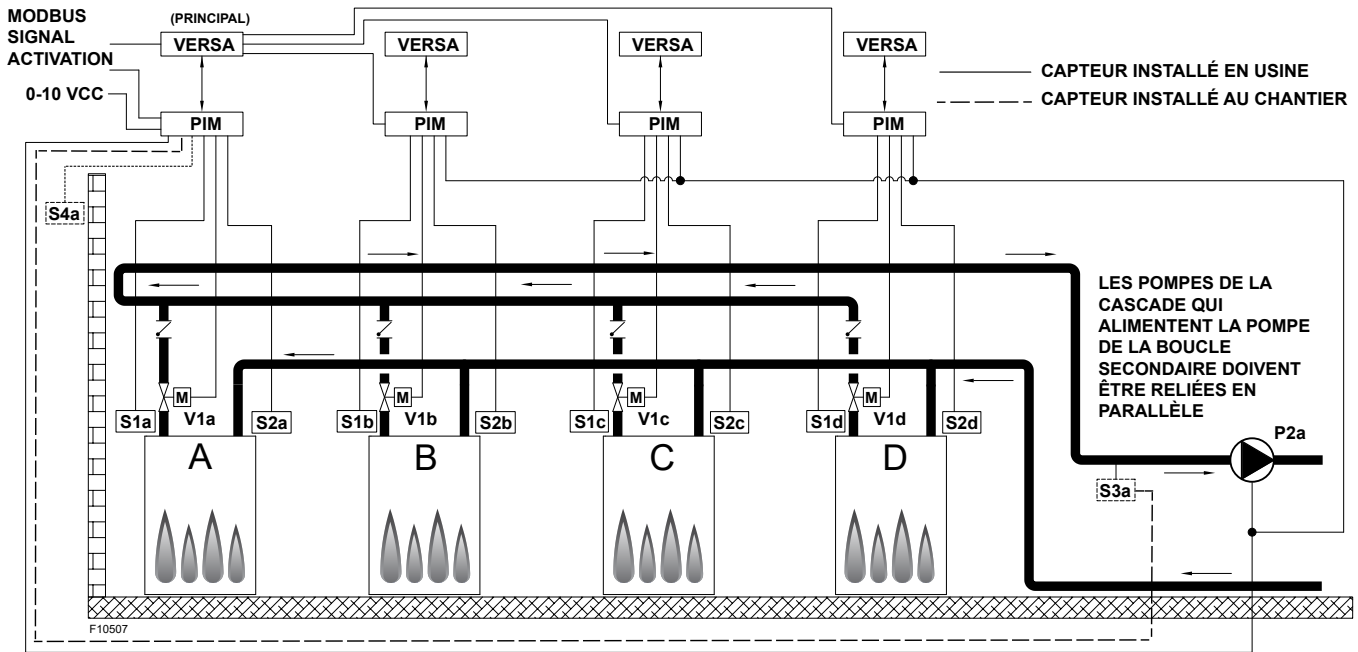 MODBUS
SIGNAL
ACTIVATION
0-10 VCC
(PRINCIPAL)
VERSA
VERSA
VERSA
VERSA
PIM
PIM
PIM
PIM
CAPTEUR INSTALLÉ EN USINE
CAPTEUR INSTALLÉ AU CHANTIER
S4a
LES POMPES DE LA
CASCADE QUI
ALIMENTENT LA POMPE
DE LA BOUCLE
SECONDAIRE DOIVENT
ÊTRE RELIÉES EN
PARALLÈLE
M
M
M
M
S1a
V1a
S2a
S1b
V1b
S2b
S1c
V1c
S2c
S1d
V1d
S2d
P2a
S3a
A
B
C
D
F10507